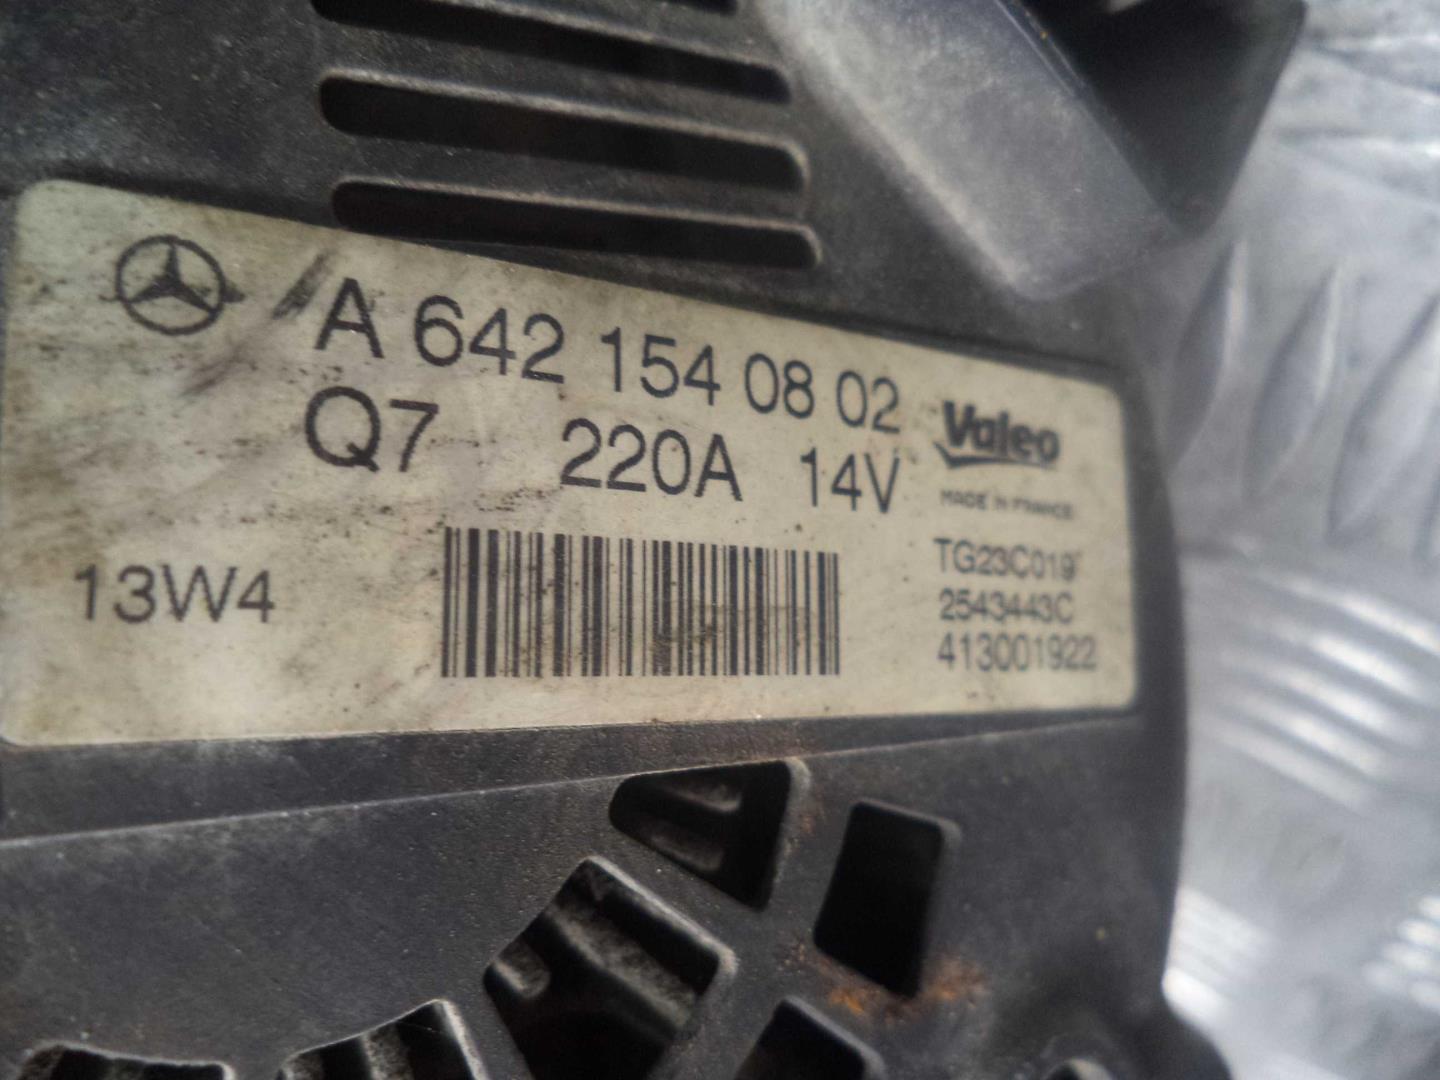 A 642 154 08 02
Q7 220A 14V
Valeo
MADE IN FRANCE
13W4
TG23C019
2543443C
413001922